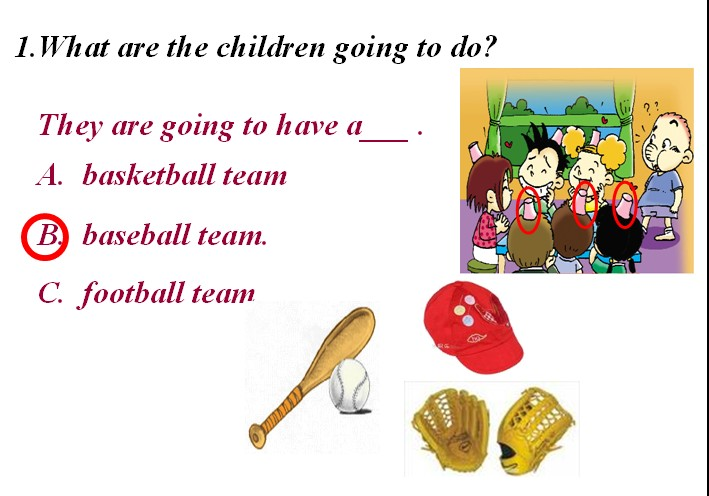 1.What are the children going to do?
They are going to have a___ .
A. basketball team
B. baseball team.
C. football team
? ?